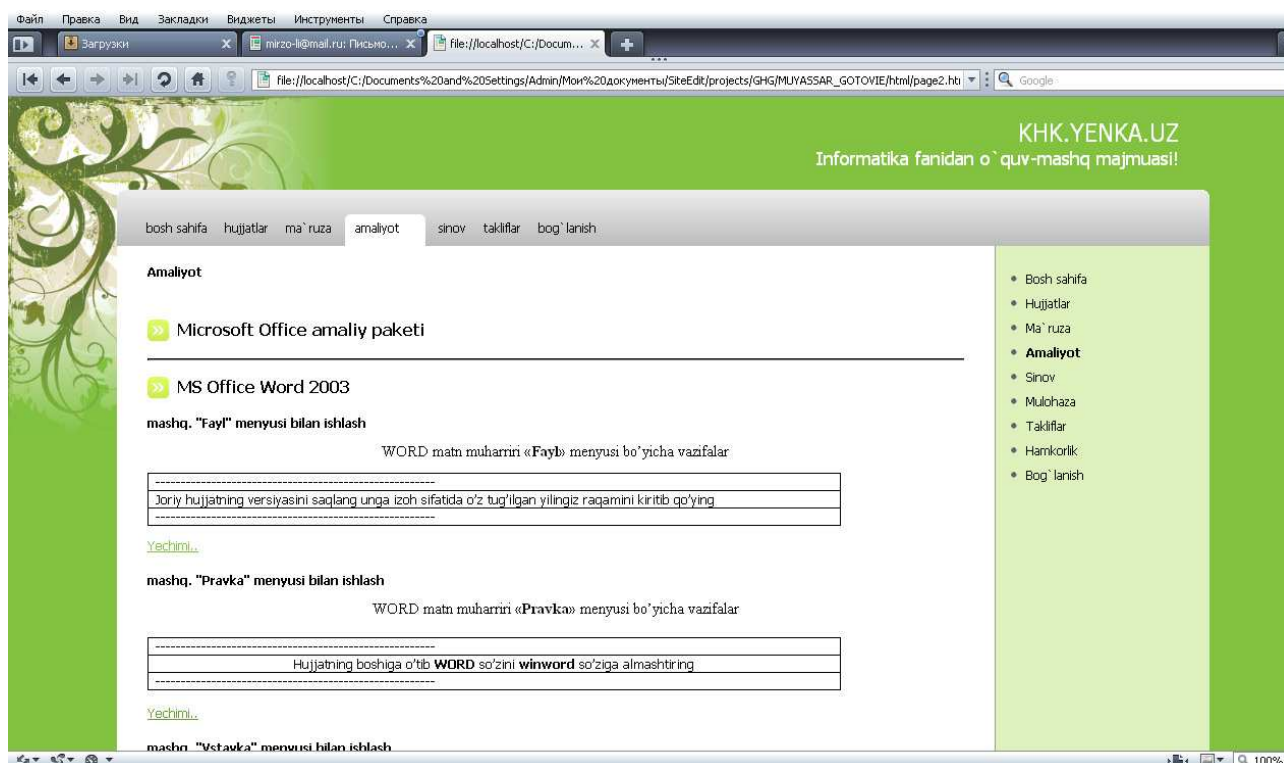 Файл Правка Вид Закладки Виджеты Инструменты Справка
Загрузки X mirzo-li@mail.ru: Письмо... X file://localhost/C:/Docum... X
file://localhost/C:/Documents%20and%20Settings/Admin/Мои%20документы/SiteEdit/projects/GHG/MUYASSAR_GOTOVIE/html/page2.ht Google
KHK.YENKA.UZ
Informatika fanidan o`quv-mashq majmuasi!
bosh sahifa hujjatlar ma`ruza amaliyot sinov takliflar bog`lanish
Amaliyot
Microsoft Office amaliy paketi
MS Office Word 2003
mashq. "Fayl" menyusi bilan ishlash
WORD matn muharriri «Fayl» menyusi bo’yicha vazifalar
------------------------------------------------------
Joriy hujjatning versiyasini saqlang unga izoh sifatida o’z tug’ilgan yilingiz raqamini kiritib qo’ying
------------------------------------------------------
Yechimi..
mashq. "Pravka" menyusi bilan ishlash
WORD matn muharriri «Pravka» menyusi bo’yicha vazifalar
------------------------------------------------------
Hujjatning boshiga o’tib WORD so’zini winword so’ziga almashtiring
------------------------------------------------------
Yechimi..
mashq. "Vstavka" menyusi bilan ishlash
Bosh sahifa
Hujjatlar
Ma`ruza
Amaliyot
Sinov
Mulohaza
Takliflar
Hamkorlik
Bog`lanish
100%